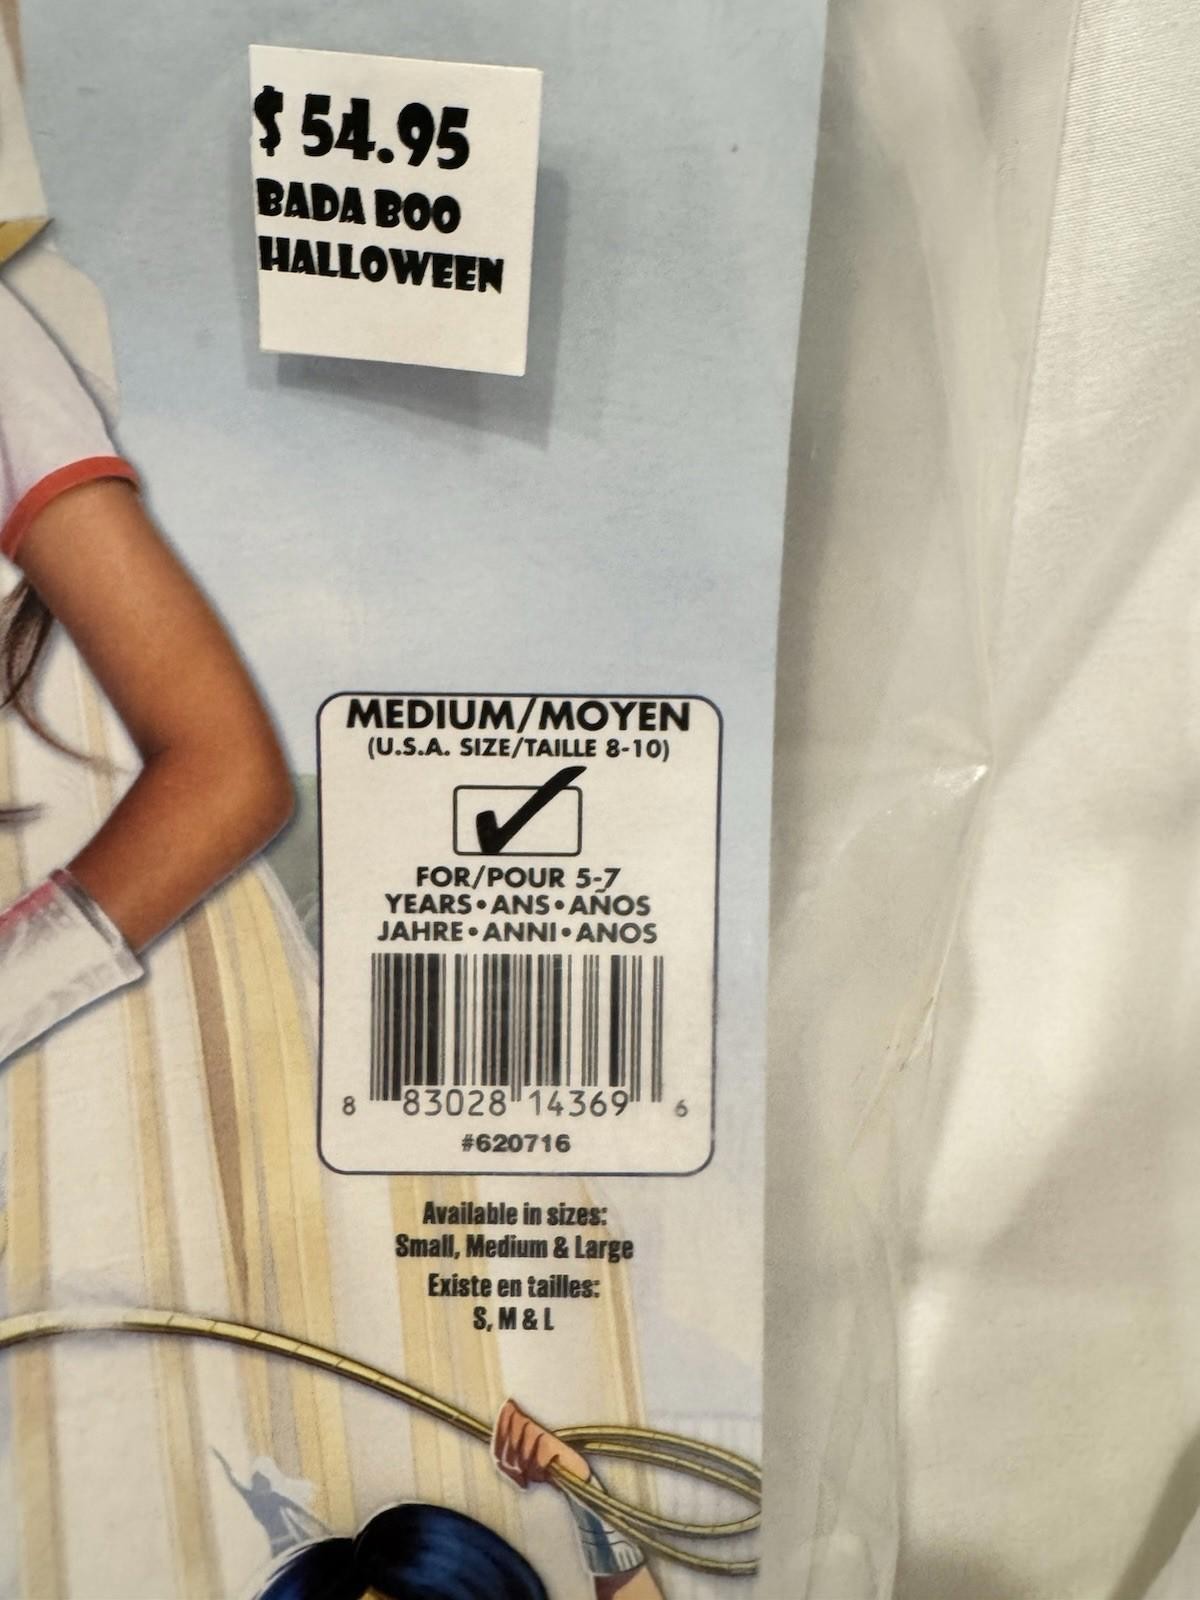 $ 54.95
BADA BOO
HALLOWEEN
MEDIUM/MOYEN
(U.S.A. SIZE/TAILLE 8-10)
FOR/POUR 5-7
YEARS•ANS•AÑOS
JAHRE•ANNI•ANOS
8 83028 14369 6
#620716
Available in sizes:
Small, Medium & Large
Existe en tailles:
S, M & L